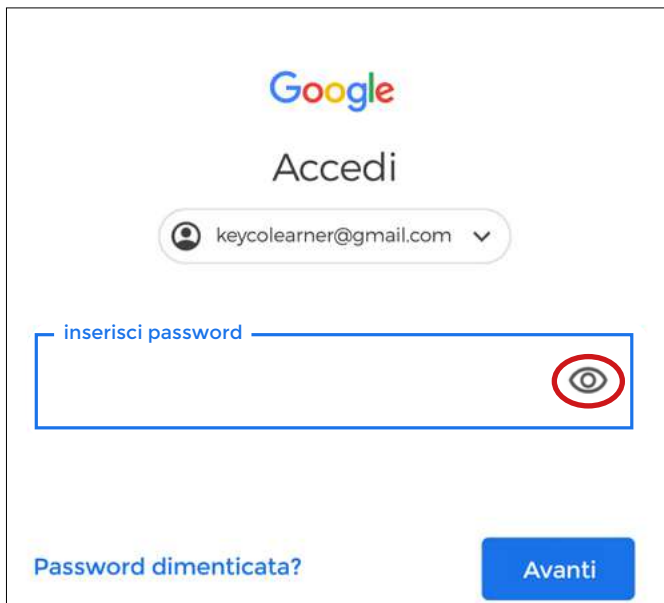 Google
Accedi
keycolearner@gmail.com
inserisci password
Password dimenticata?
Avanti